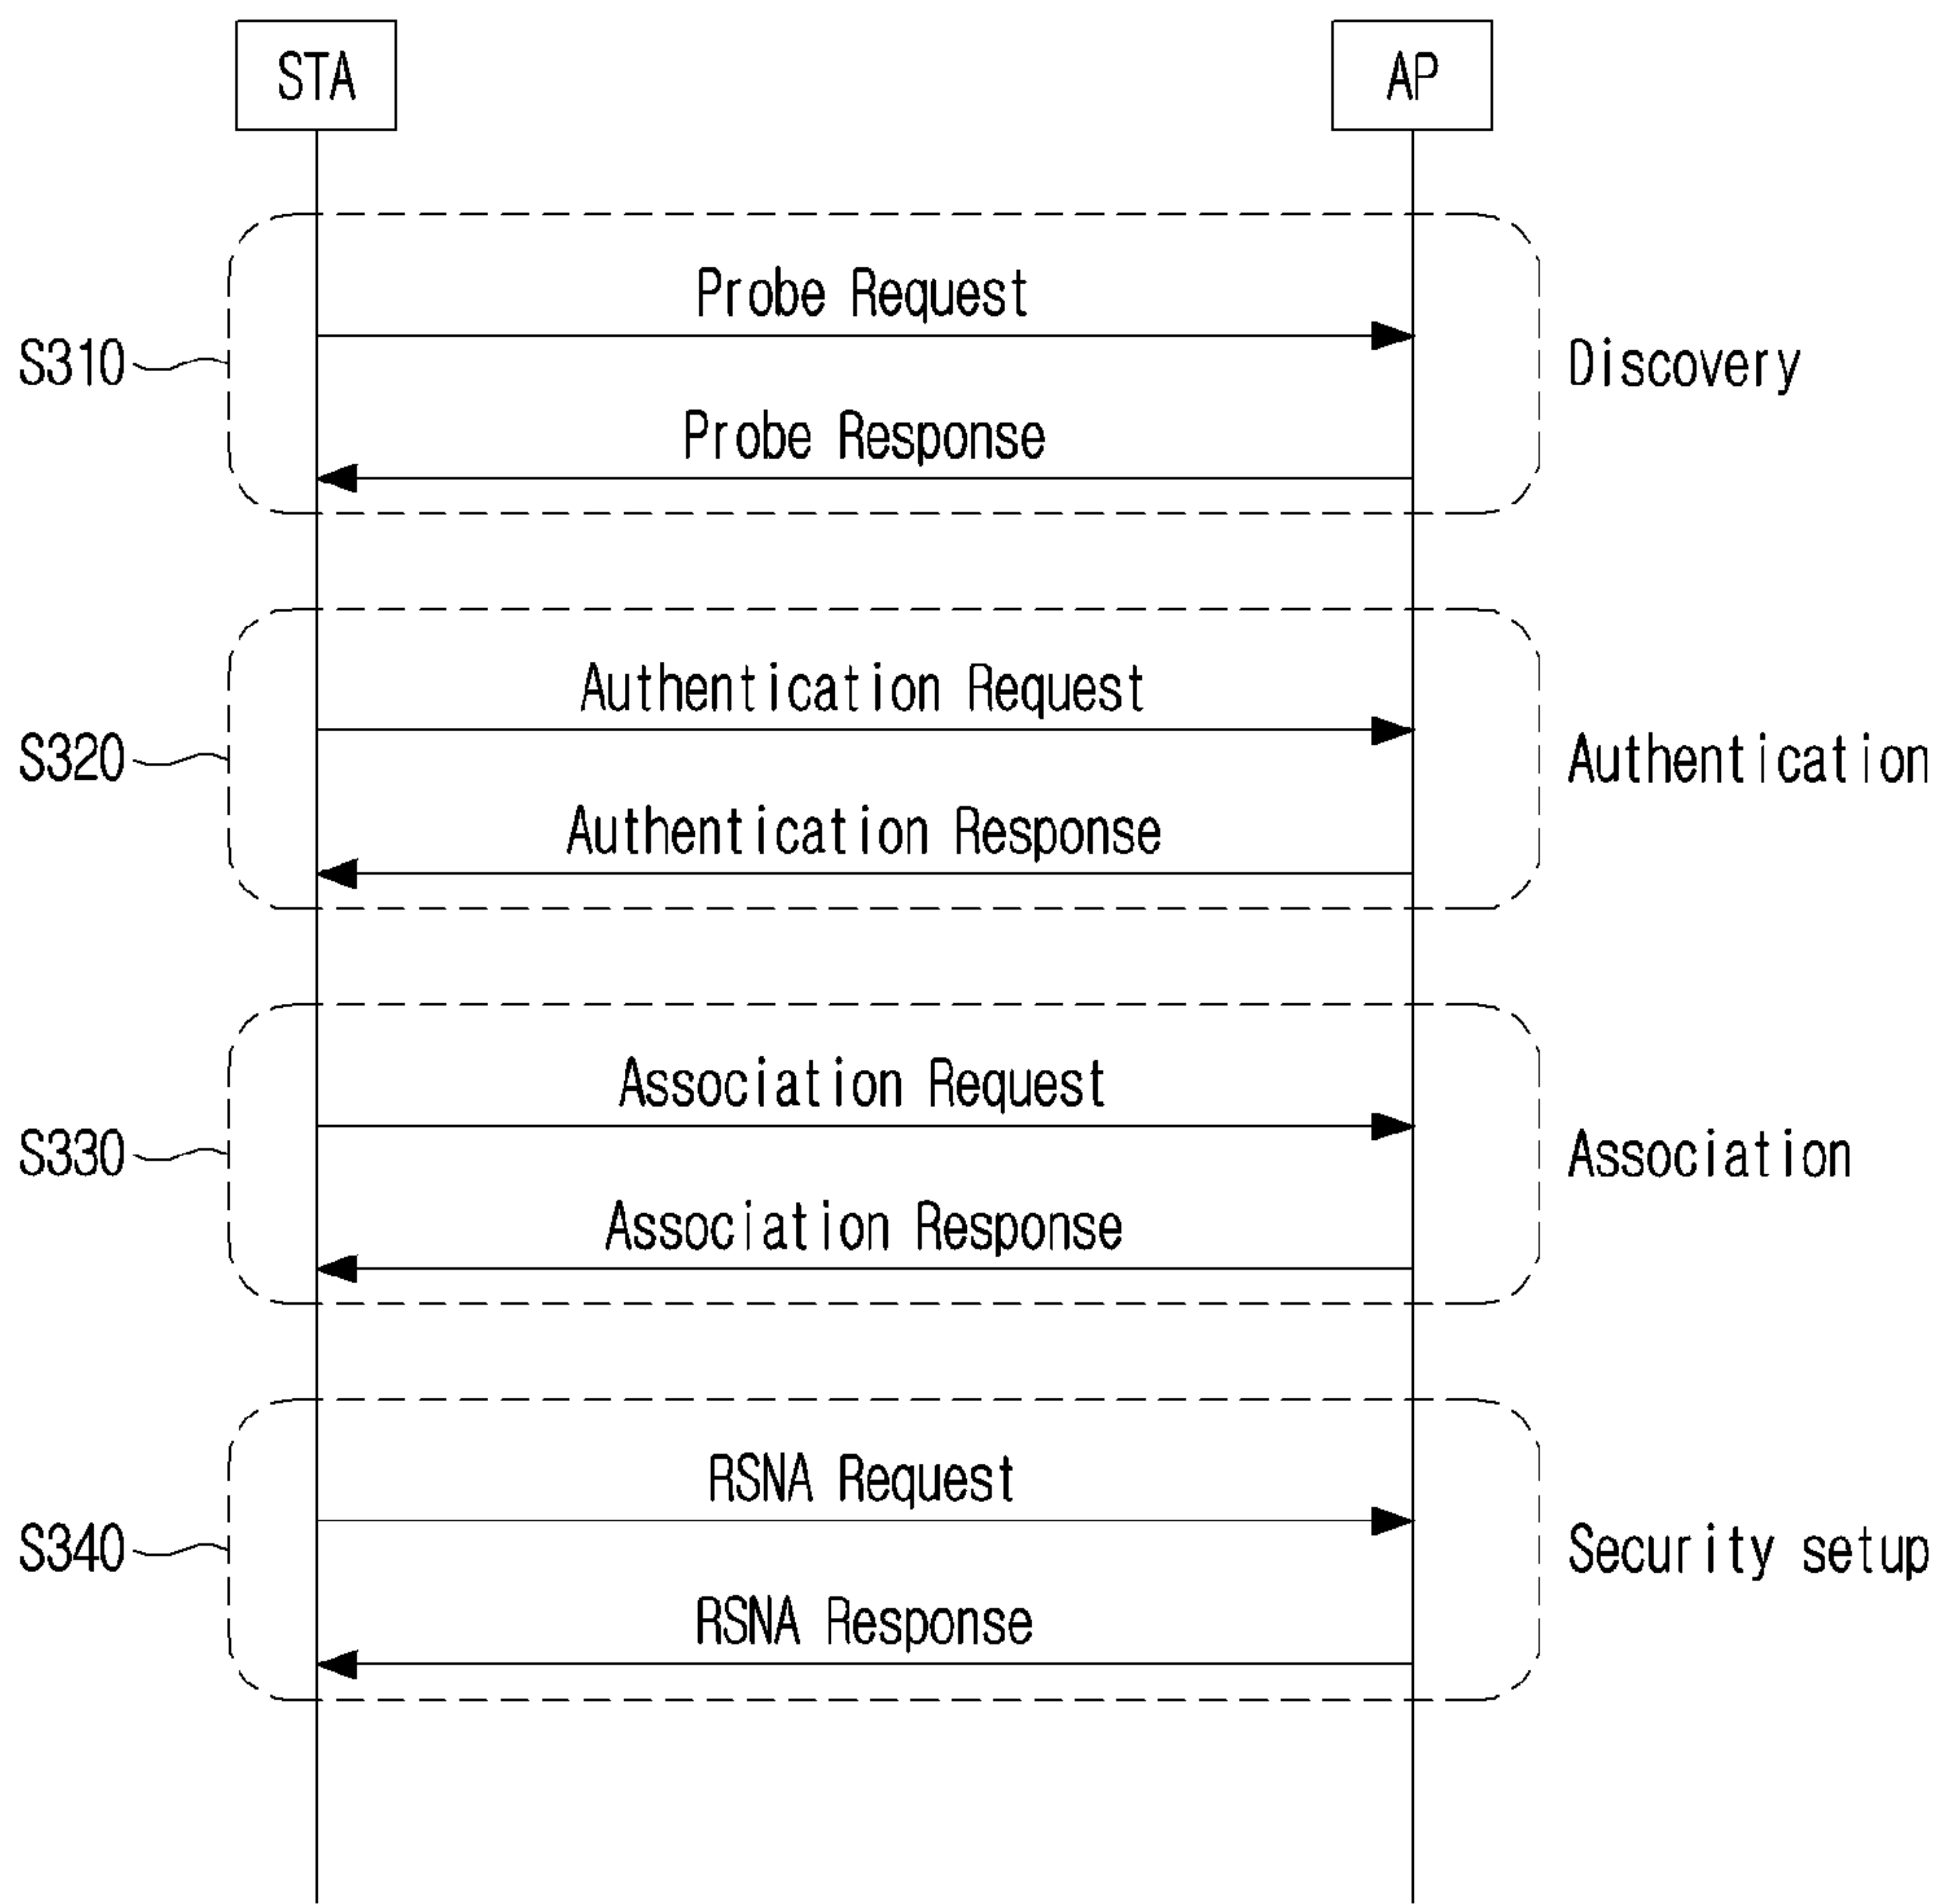 STA
AP
Probe Request
S310
Discovery
Probe Response
Authentication Request
S320
Authentication
Authentication Response
Association Request
S330
Association
Association Response
RSNA Request
S340
Security setup
RSNA Response